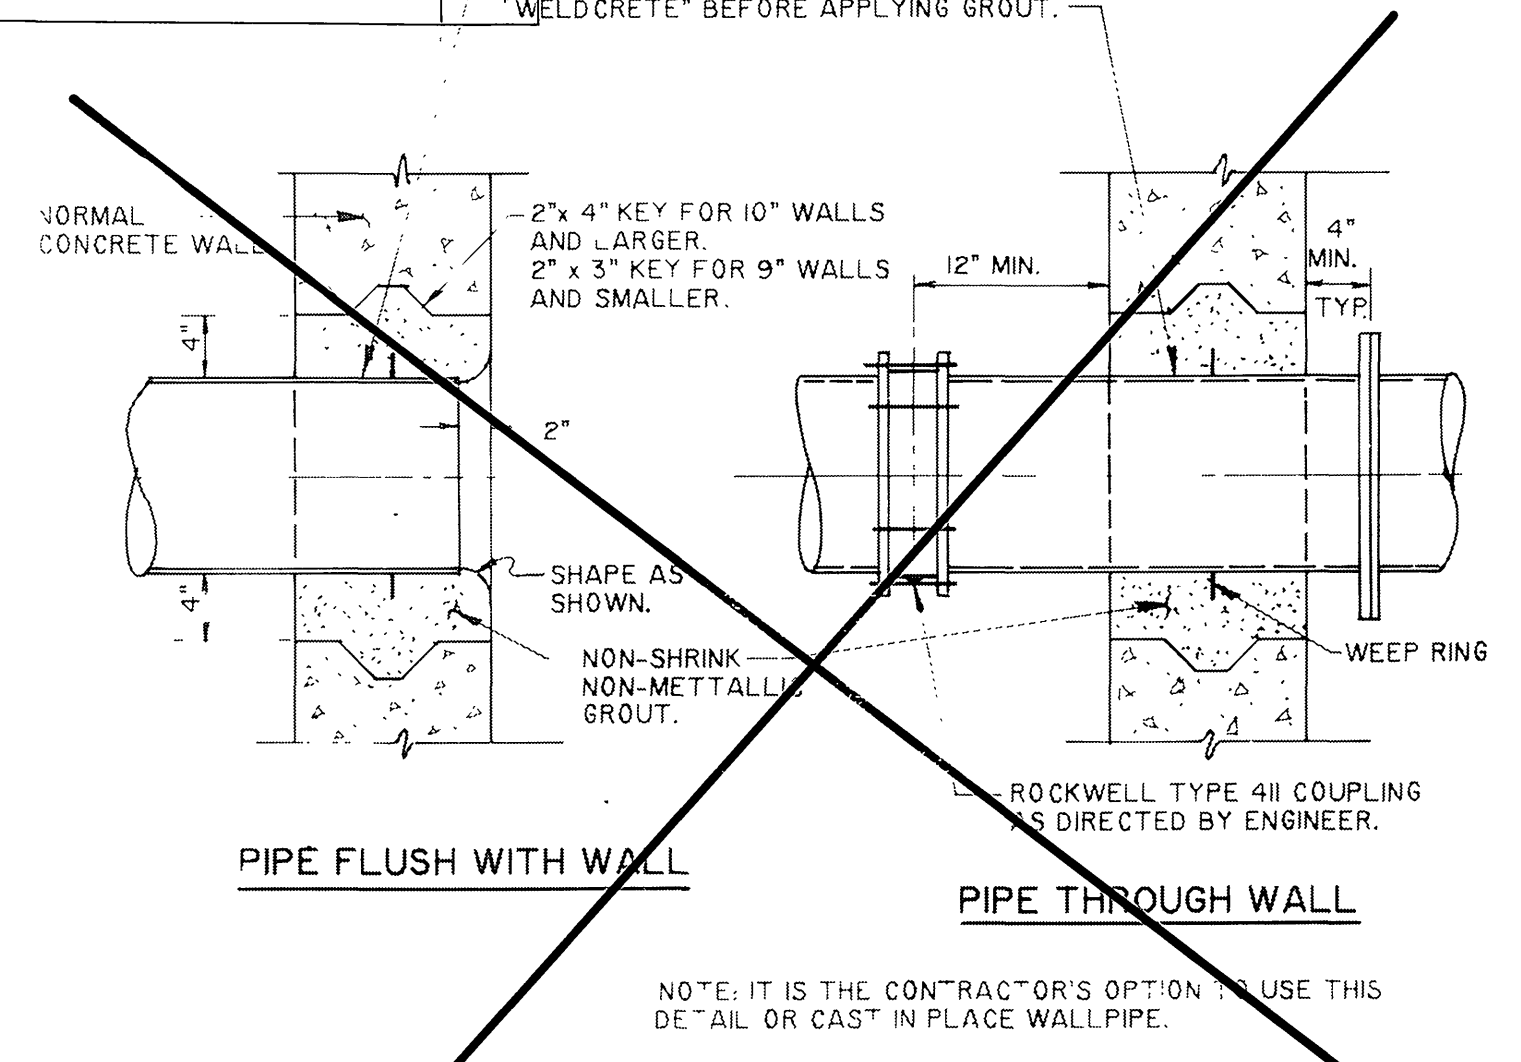 "WELDCRETE" BEFORE APPLYING GROUT.
NORMAL
CONCRETE WALL
2"x 4" KEY FOR 10" WALLS
AND LARGER.
2" x 3" KEY FOR 9" WALLS
AND SMALLER.
12" MIN.
4"
MIN.
TYP.
4"
2"
4"
SHAPE AS
SHOWN.
NON-SHRINK
NON-METTALLIC
GROUT.
WEEP RING
ROCKWELL TYPE 411 COUPLING
AS DIRECTED BY ENGINEER.
PIPE FLUSH WITH WALL
PIPE THROUGH WALL
NOTE: IT IS THE CONTRACTOR'S OPTION TO USE THIS
DETAIL OR CAST IN PLACE WALLPIPE.